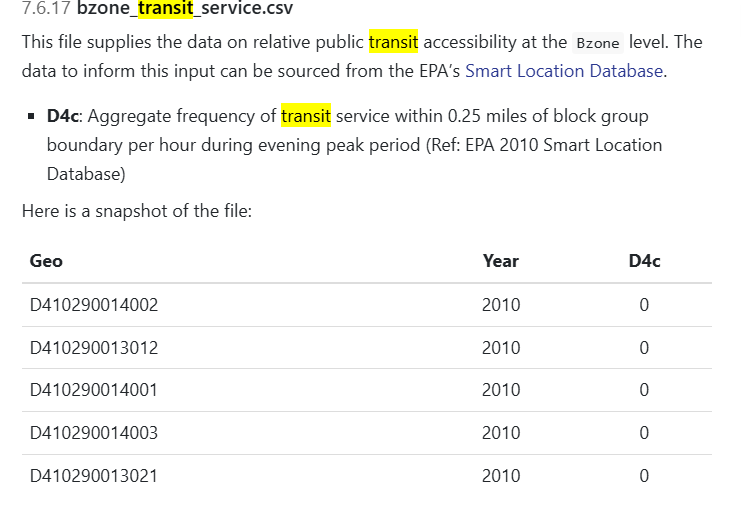 7.6.17 bzone_transit_service.csv
This file supplies the data on relative public transit accessibility at the Bzone level. The
data to inform this input can be sourced from the EPA’s Smart Location Database.
▪ D4c: Aggregate frequency of transit service within 0.25 miles of block group
boundary per hour during evening peak period (Ref: EPA 2010 Smart Location
Database)
Here is a snapshot of the file:
Geo Year D4c
D410290014002 2010 0
D410290013012 2010 0
D410290014001 2010 0
D410290014003 2010 0
D410290013021 2010 0